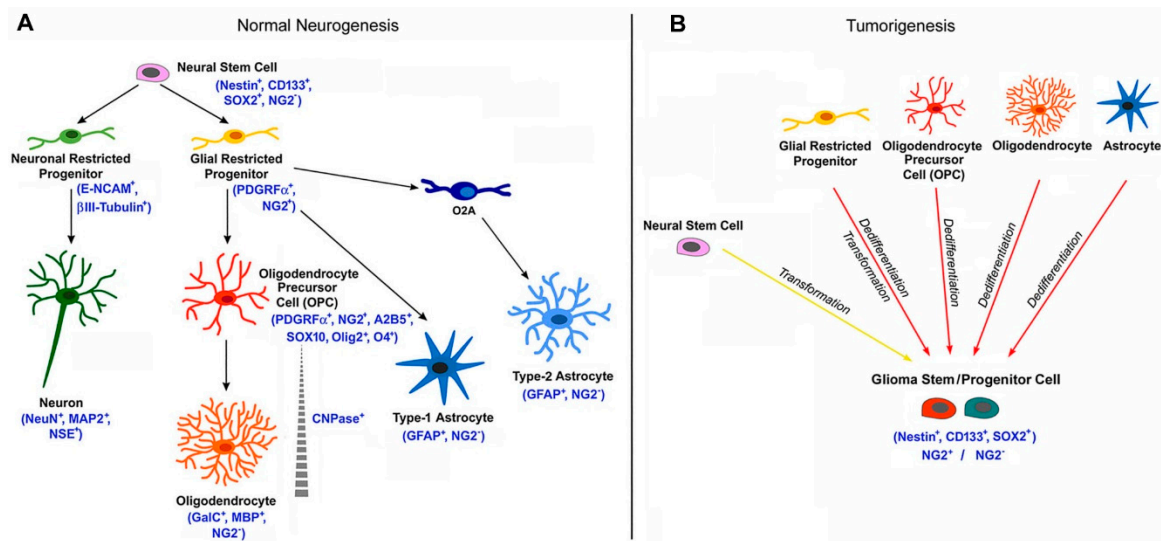 A
Normal Neurogenesis
Neural Stem Cell
(Nestin⁺, CD133⁺,
SOX2⁺, NG2⁻)
Neuronal Restricted
Progenitor
(E-NCAM⁺,
βIII-Tubulin⁺)
Glial Restricted
Progenitor
(PDGRFα⁺,
NG2⁺)
O2A
Oligodendrocyte
Precursor
Cell (OPC)
(PDGRFα⁺, NG2⁺, A2B5⁺,
SOX10, Olig2⁺, O4⁺)
Neuron
(NeuN⁺, MAP2⁺,
NSE⁺)
CNPase⁺
Type-1 Astrocyte
(GFAP⁺, NG2⁻)
Type-2 Astrocyte
(GFAP⁺, NG2⁻)
Oligodendrocyte
(GalC⁺, MBP⁺,
NG2⁻)
B
Tumorigenesis
Glial Restricted
Progenitor
Oligodendrocyte
Precursor
Cell (OPC)
Oligodendrocyte
Astrocyte
Neural Stem Cell
Transformation
Dedifferentiation
Transformation
Dedifferentiation
Dedifferentiation
Dedifferentiation
Glioma Stem/Progenitor Cell
(Nestin⁺, CD133⁺, SOX2⁺)
NG2⁺ / NG2⁻